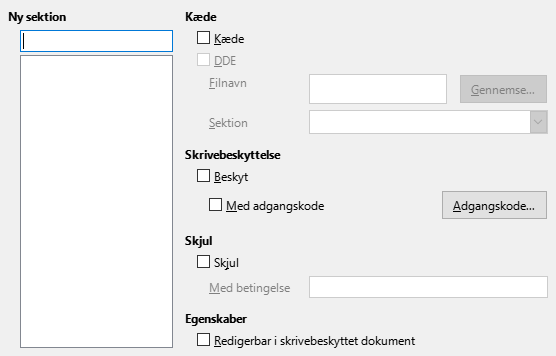 Ny sektion
Kæde
Kæde
DDE
Filnavn
Gennemse...
Sektion
Skrivebeskyttelse
Beskyt
Med adgangskode
Adgangskode...
Skjul
Skjul
Med betingelse
Egenskaber
Redigerbar i skrivebeskyttet dokument